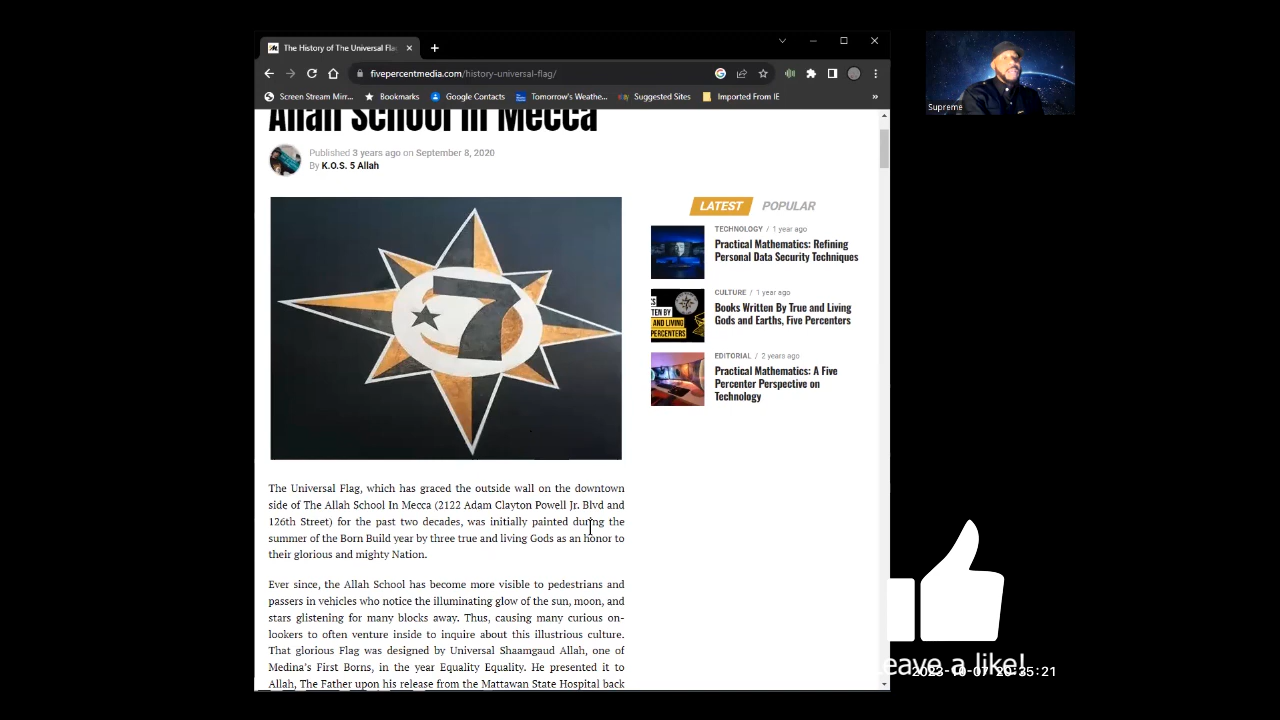 The History of The Universal Fla
fivepercentmedia.com/history-universal-flag/
Screen Stream Mirr...
Bookmarks
Google Contacts
Tomorrow's Weathe...
Suggested Sites
Imported From IE
»
Supreme
Allah School In Mecca
Published 3 years ago on September 8, 2020
By K.O.S. 5 Allah
7
The Universal Flag, which has graced the outside wall on the downtown
side of The Allah School In Mecca (2122 Adam Clayton Powell Jr. Blvd and
126th Street) for the past two decades, was initially painted during the
summer of the Born Build year by three true and living Gods as an honor to
their glorious and mighty Nation.
Ever since, the Allah School has become more visible to pedestrians and
passers in vehicles who notice the illuminating glow of the sun, moon, and
stars glistening for many blocks away. Thus, causing many curious on-
lookers to often venture inside to inquire about this illustrious culture.
That glorious Flag was designed by Universal Shaamgaud Allah, one of
Medina's First Borns, in the year Equality Equality. He presented it to
Allah, The Father upon his release from the Mattawan State Hospital back
LATEST
POPULAR
TECHNOLOGY / 1 year ago
Practical Mathematics: Refining
Personal Data Security Techniques
CULTURE / 1 year ago
Books Written By True and Living
Gods and Earths, Five Percenters
EDITORIAL / 2 years ago
Practical Mathematics: A Five
Percenter Perspective on
Technology
eave a like!
2023-10-07 20:35:21